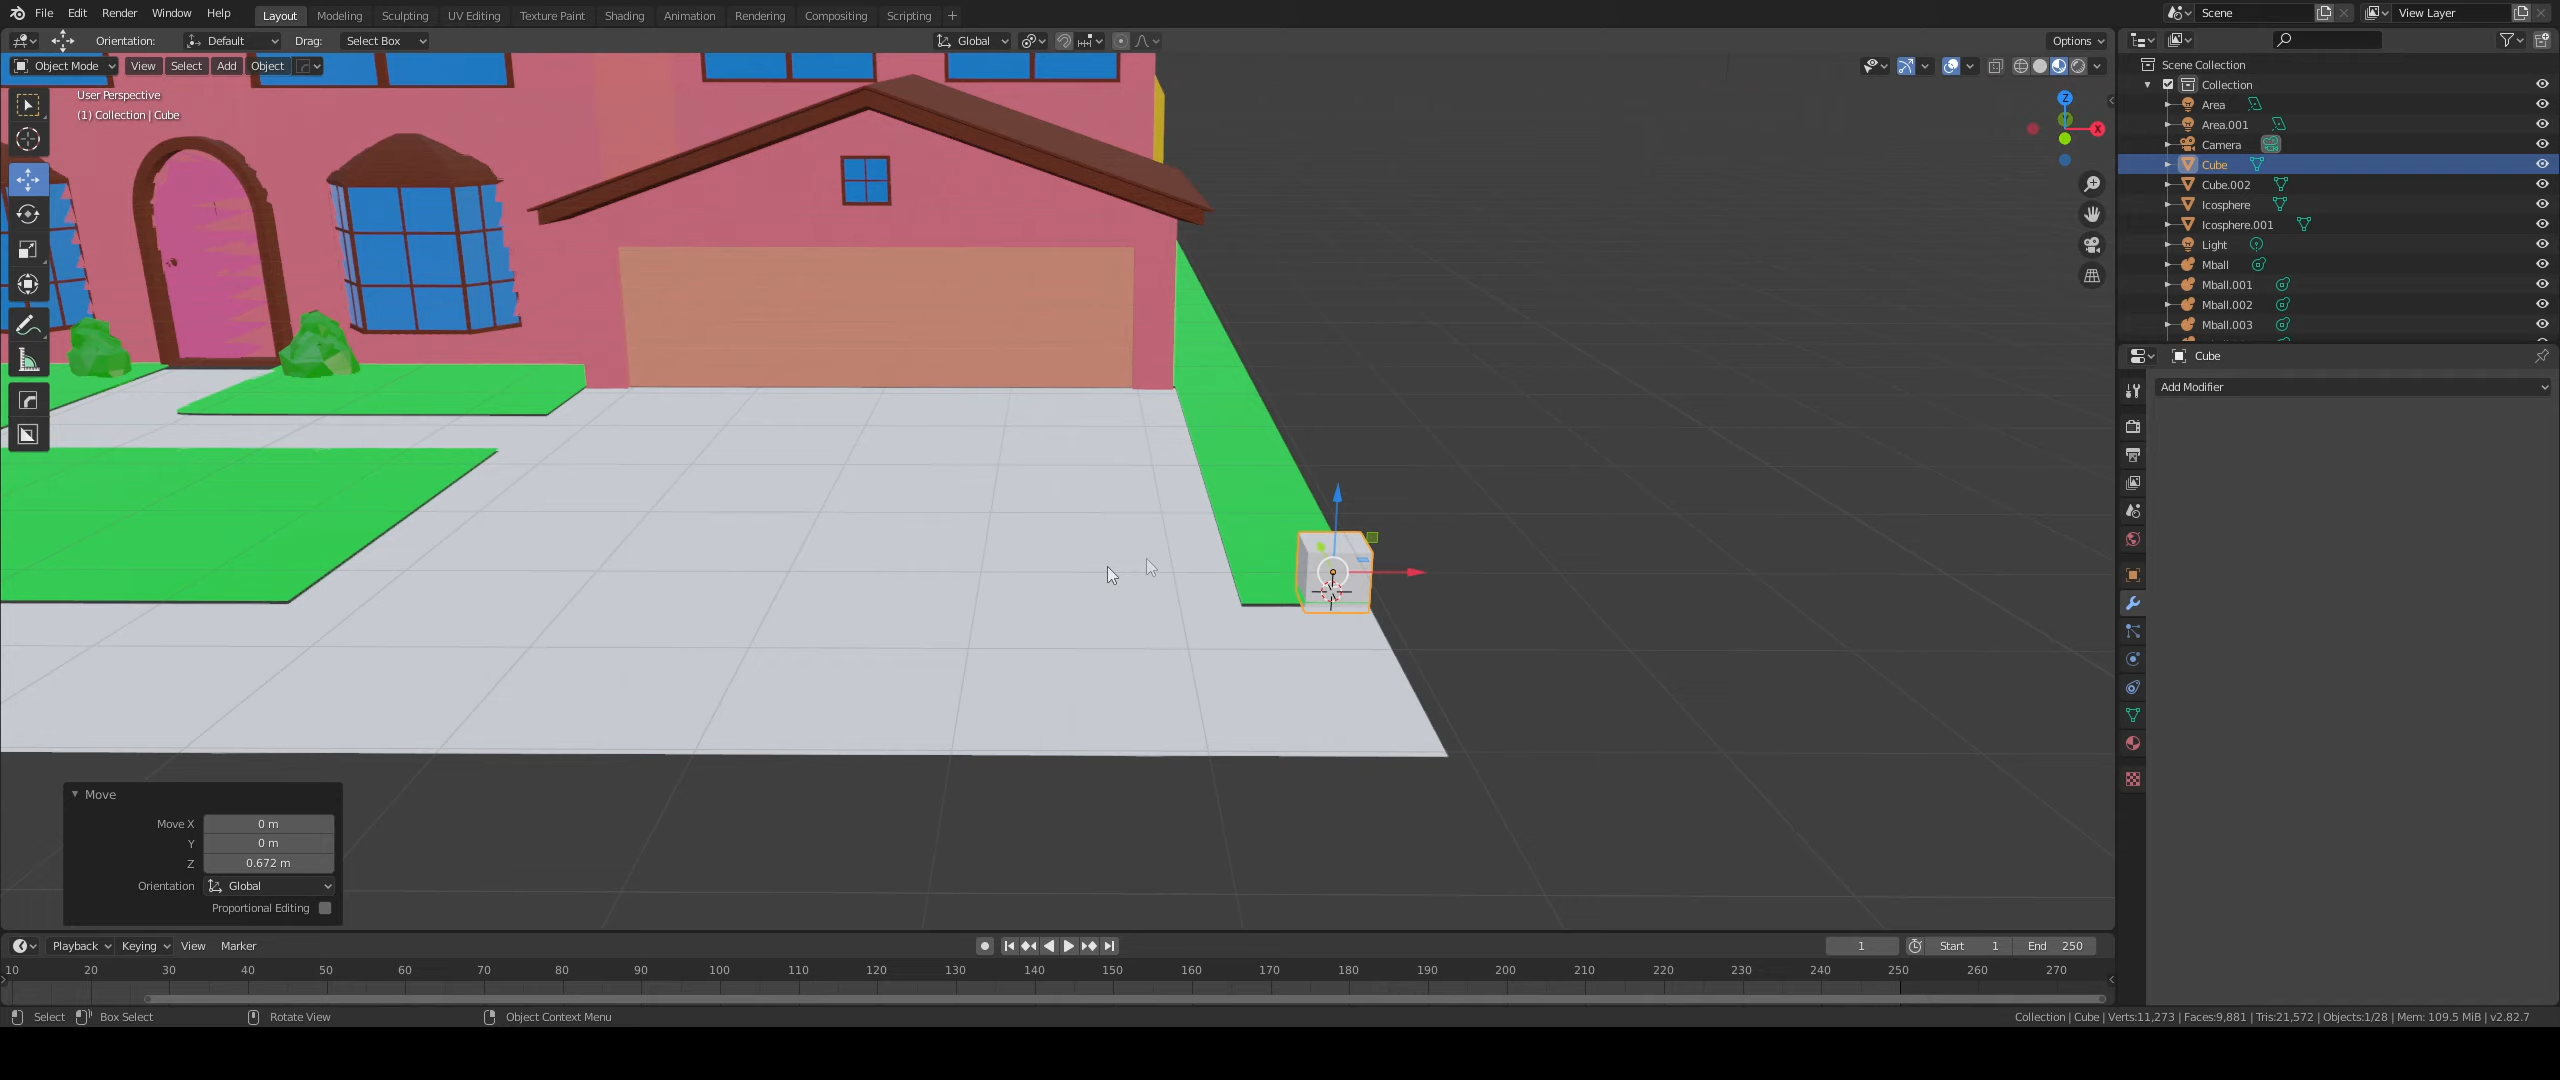 File Edit Render Window Help Layout Modeling Sculpting UV Editing Texture Paint Shading Animation Rendering Compositing Scripting + Scene View Layer
Orientation: Default Drag: Select Box Global Options
Object Mode View Select Add Object
User Perspective
(1) Collection | Cube
Z
X
Scene Collection
Collection
Area
Area.001
Camera
Cube
Cube.002
Icosphere
Icosphere.001
Light
Mball
Mball.001
Mball.002
Mball.003
Cube
Add Modifier
Move
Move X 0 m
Y 0 m
Z 0.672 m
Orientation Global
Proportional Editing
Playback Keying View Marker 1 Start 1 End 250
10 20 30 40 50 60 70 80 90 100 110 120 130 140 150 160 170 180 190 200 210 220 230 240 250 260 270
Select Box Select Rotate View Object Context Menu Collection | Cube | Verts:11,273 | Faces:9,881 | Tris:21,572 | Objects:1/28 | Mem: 109.5 MiB | v2.82.7